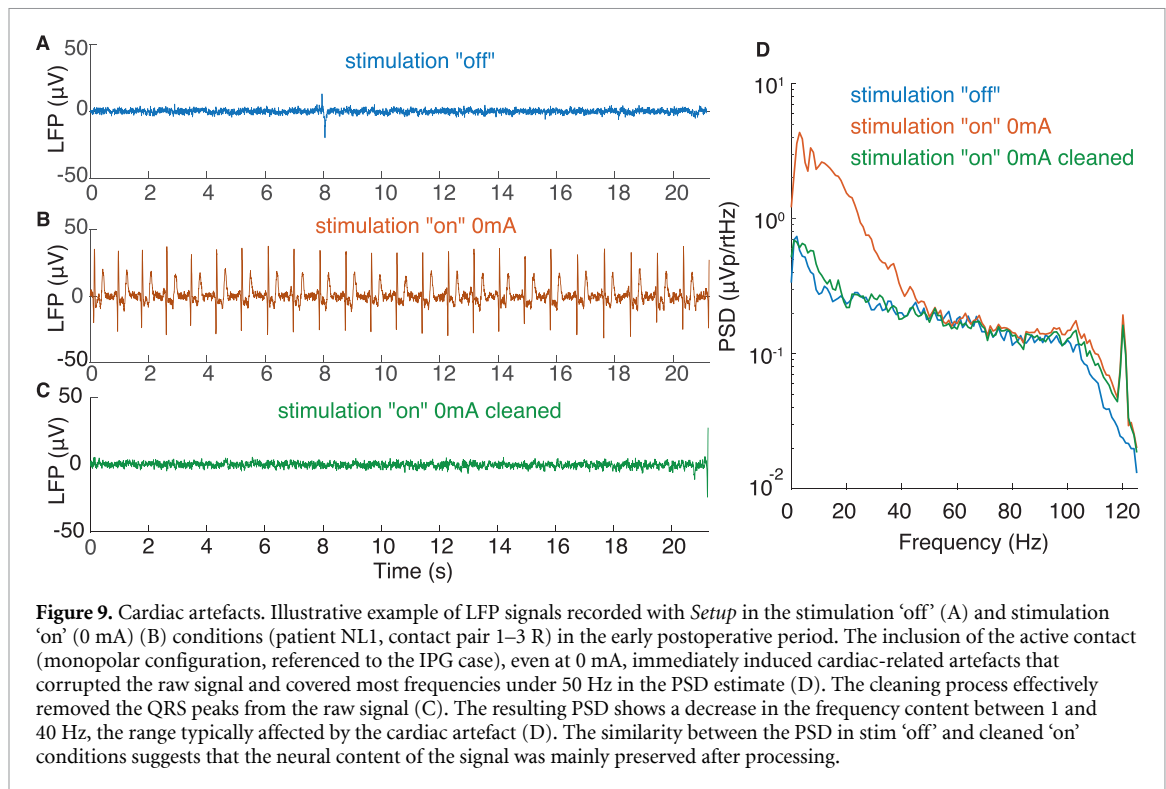 A
50
stimulation "off"
0
LFP (µV)
-50
0 2 4 6 8 10 12 14 16 18 20
B
50
stimulation "on" 0mA
0
LFP (µV)
-50
0 2 4 6 8 10 12 14 16 18 20
C
50
stimulation "on" 0mA cleaned
0
LFP (µV)
-50
0 2 4 6 8 10 12 14 16 18 20
Time (s)
D
10¹
stimulation "off"
stimulation "on" 0mA
stimulation "on" 0mA cleaned
10⁰
PSD (µVp/rtHz)
10⁻¹
10⁻²
0 20 40 60 80 100 120
Frequency (Hz)
Figure 9. Cardiac artefacts. Illustrative example of LFP signals recorded with Setup in the stimulation ‘off’ (A) and stimulation
‘on’ (0 mA) (B) conditions (patient NL1, contact pair 1–3 R) in the early postoperative period. The inclusion of the active contact
(monopolar configuration, referenced to the IPG case), even at 0 mA, immediately induced cardiac-related artefacts that
corrupted the raw signal and covered most frequencies under 50 Hz in the PSD estimate (D). The cleaning process effectively
removed the QRS peaks from the raw signal (C). The resulting PSD shows a decrease in the frequency content between 1 and
40 Hz, the range typically affected by the cardiac artefact (D). The similarity between the PSD in stim ‘off’ and cleaned ‘on’
conditions suggests that the neural content of the signal was mainly preserved after processing.